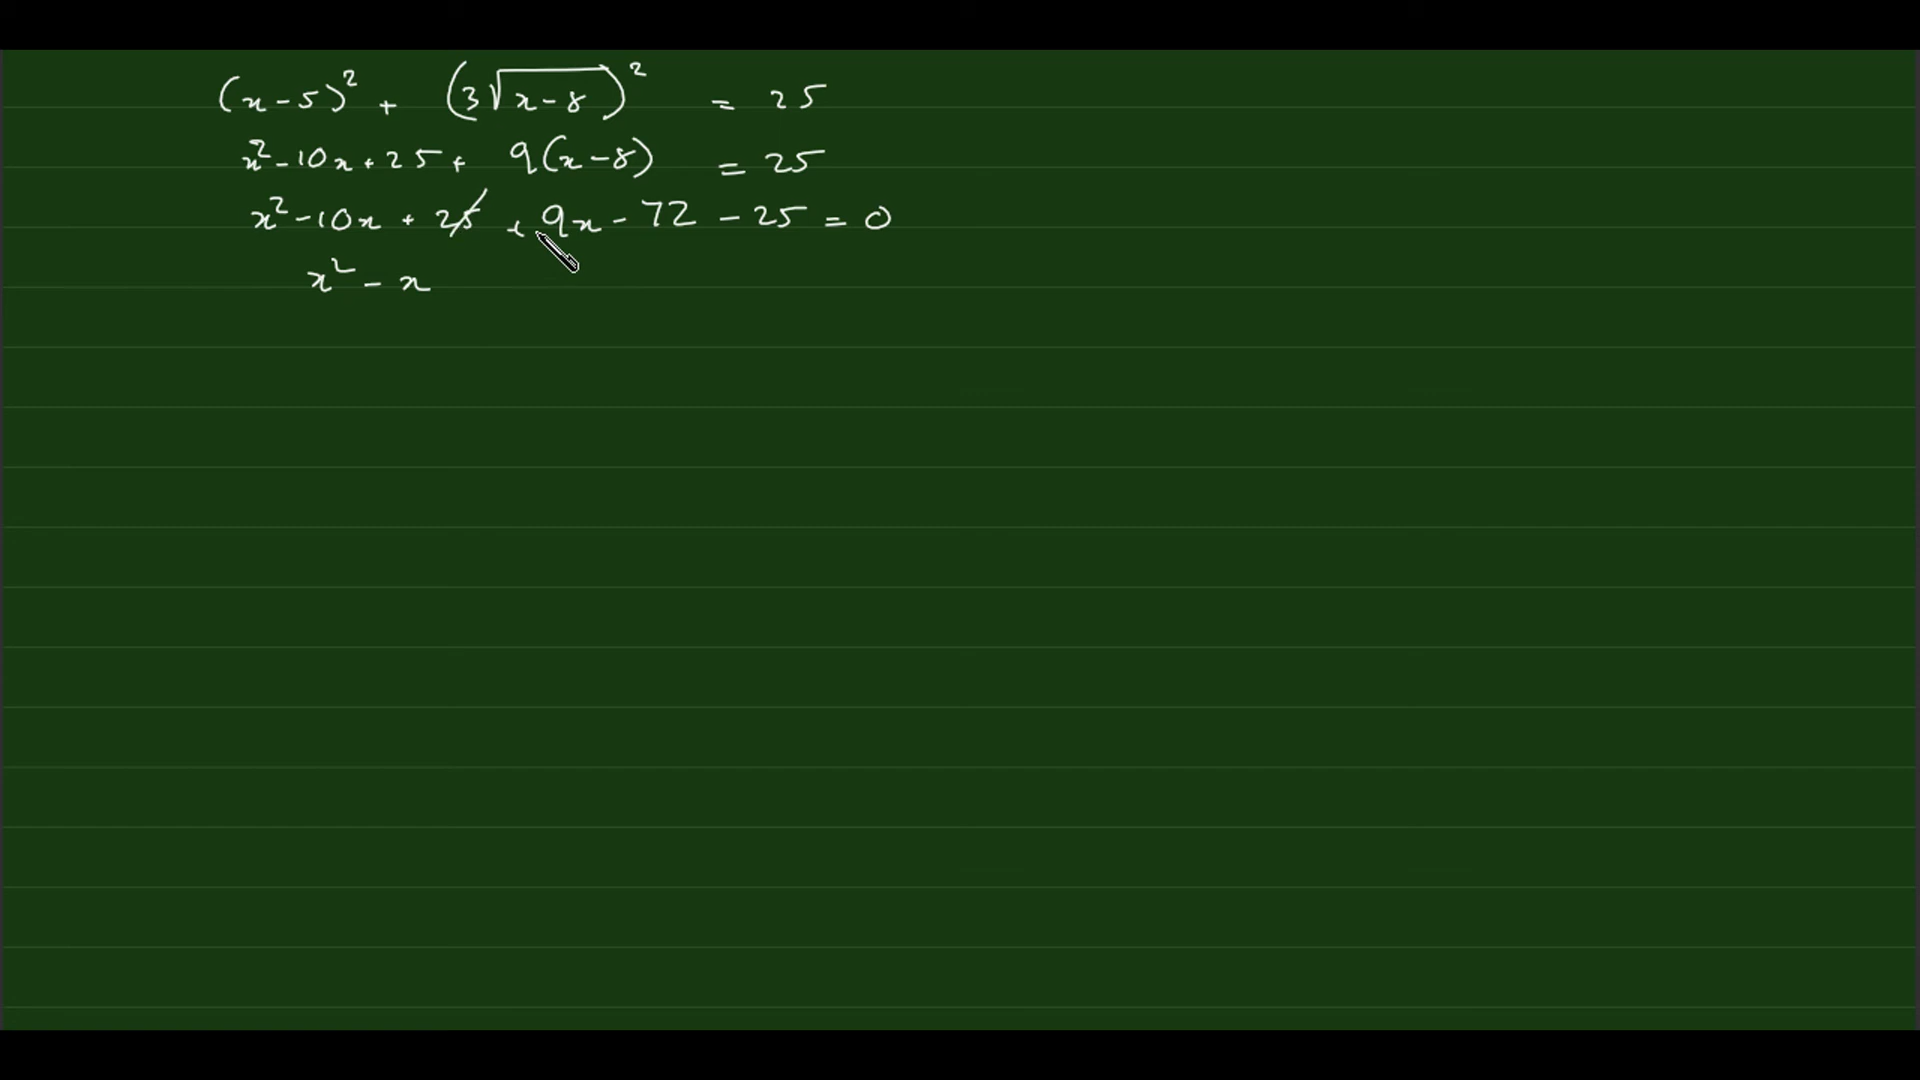 (x-5)² + (3√x-8)² = 25
x²-10x+25+ 9(x-8) = 25
x²-10x + 25 + 9x - 72 - 25 = 0
x² - x